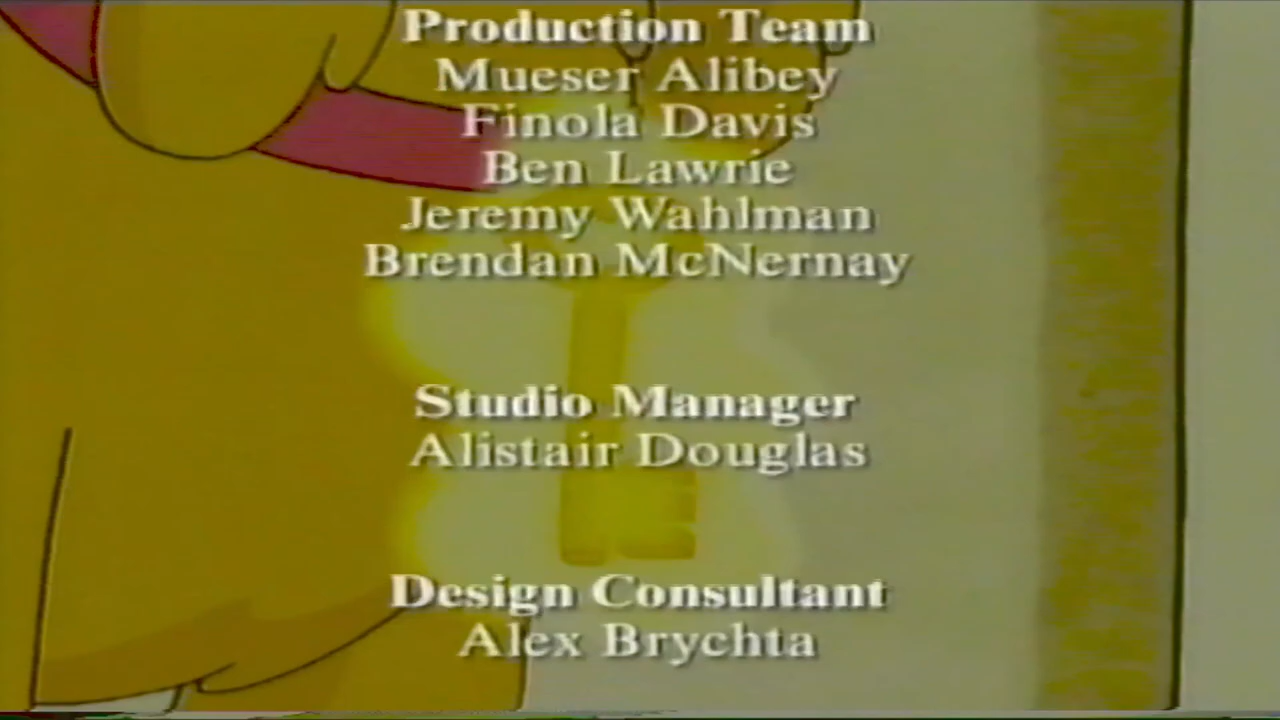 Production Team
Mueser Alibey
Finola Davis
Ben Lawrie
Jeremy Wahlman
Brendan McNernay
Studio Manager
Alistair Douglas
Design Consultant
Alex Brychta